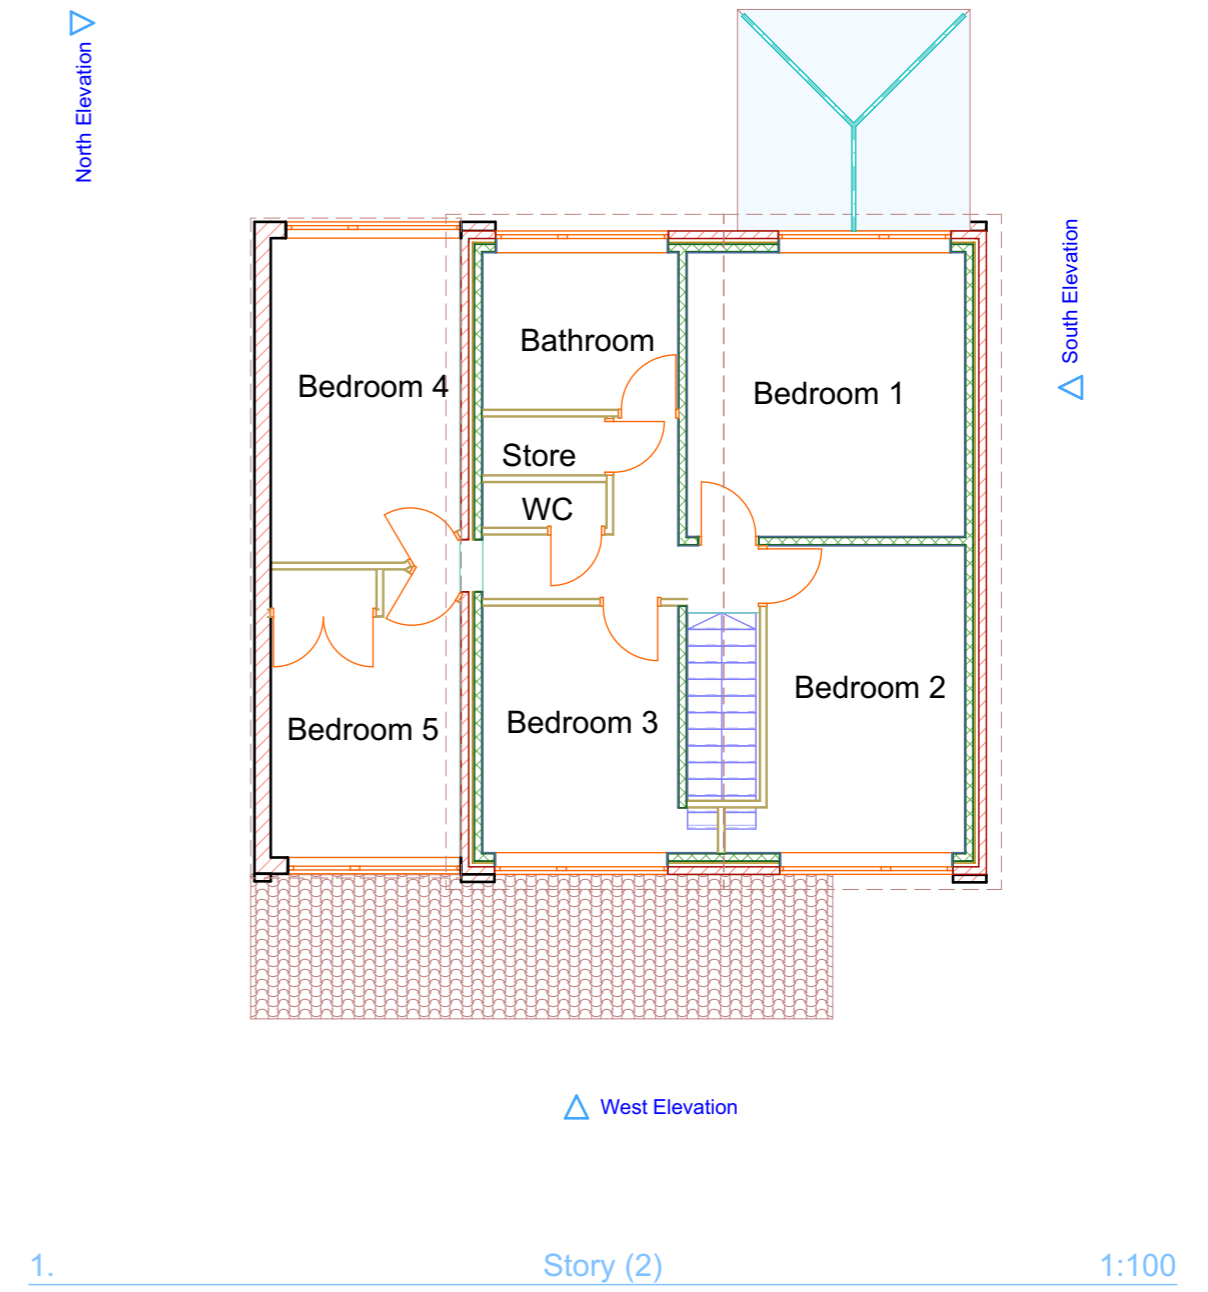 North Elevation
South Elevation
Bathroom
Bedroom 4
Bedroom 1
Store
WC
Bedroom 2
Bedroom 3
Bedroom 5
West Elevation
1. Story (2) 1:100